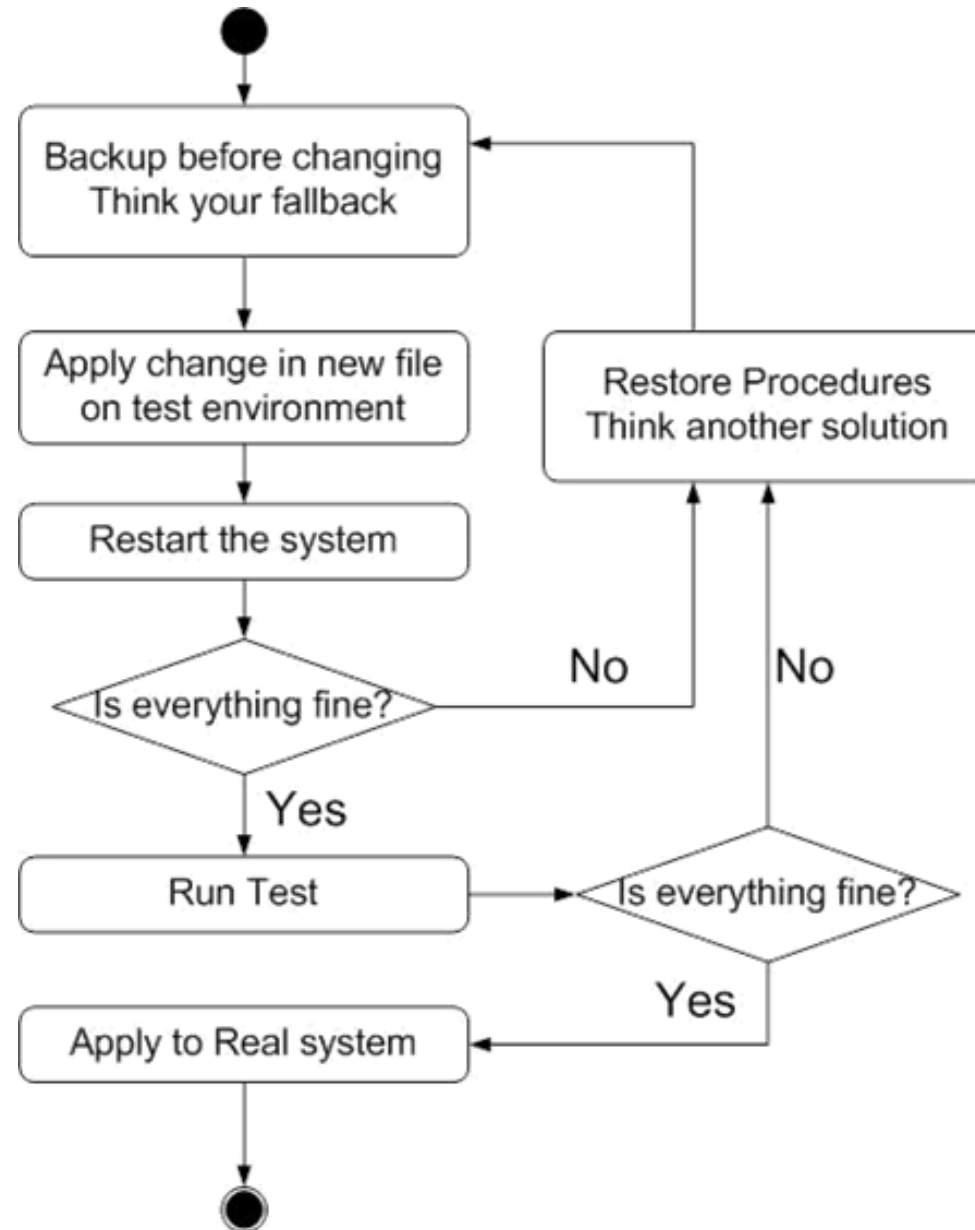 Backup before changing
Think your fallback
Apply change in new file
on test environment
Restore Procedures
Think another solution
Restart the system
Is everything fine?
No
No
Yes
Run Test
Is everything fine?
Yes
Apply to Real system